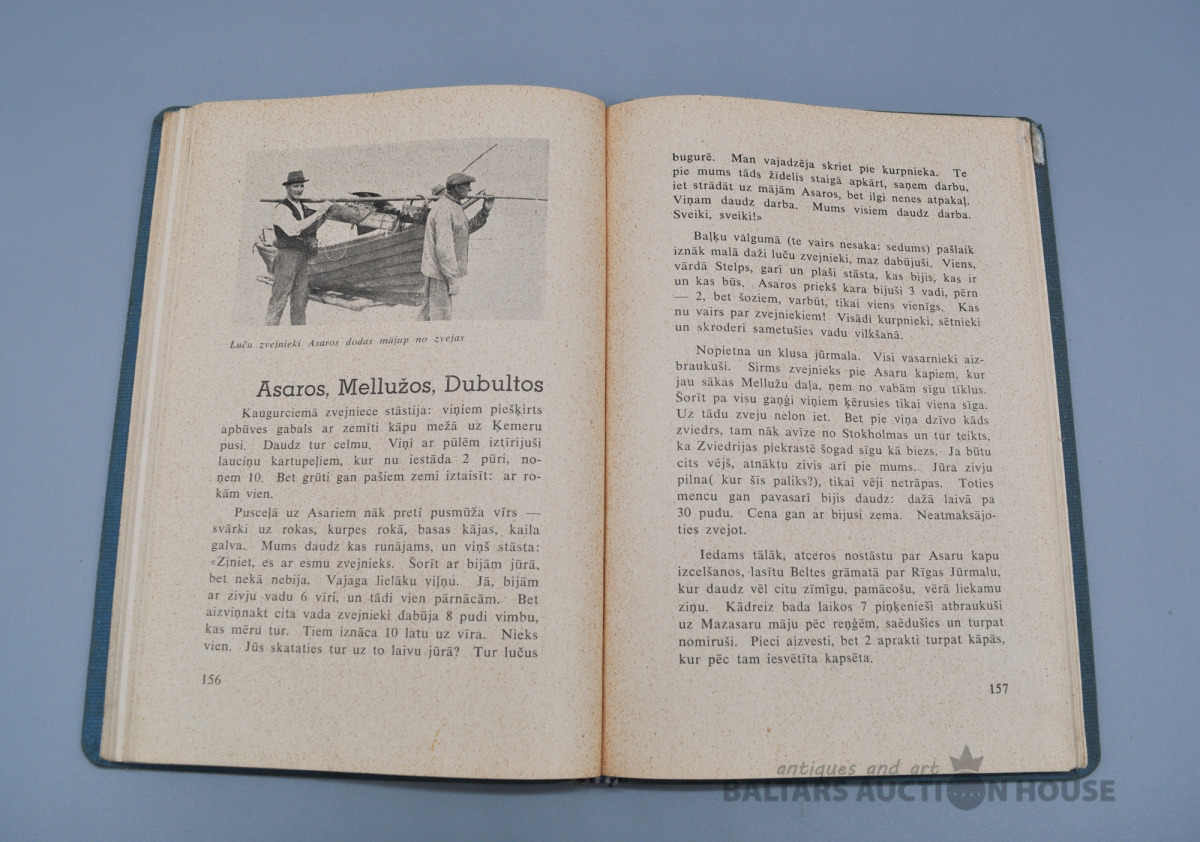 Luču zvejnieki Asaros dodas mājup no zvejas
Asaros, Mellužos, Dubultos
Kaugurciemā zvejniece stāstīja: viņiem piešķirts
apbūves gabals ar zemīti kāpu mežā uz Ķemeru
pusi. Daudz tur celmu. Viņi ar pūlēm iztīrījuši
lauciņu kartupeļiem, kur nu iestāda 2 pūri, no-
ņem 10. Bet grūti gan pašiem zemi iztaisīt: ar ro-
kām vien.
Pusceļā uz Asariem nāk pretī pusmūža vīrs —
svārki uz rokas, kurpes rokā, basas kājas, kaila
galva. Mums daudz kas runājams, un viņš stāsta:
«Ziniet, es ar esmu zvejnieks. Šorīt ar bijām jūrā,
bet nekā nebija. Vajaga lielāku viļņu. Jā, bijām
ar zivju vadu 6 vīri, un tādi vien pārnācām. Bet
aizviņnakt cita vada zvejnieki dabūja 8 pudi vimbu,
kas mēru tur. Tiem iznāca 10 latu uz vīra. Nieks
vien. Jūs skataties tur uz to laivu jūrā? Tur lučus
156
bugurē. Man vajadzēja skriet pie kurpnieka. Te
pie mums tāds židelis staigā apkārt, saņem darbu,
iet strādāt uz mājām Asaros, bet ilgi nenes atpakaļ.
Viņam daudz darba. Mums visiem daudz darba.
Sveiki, sveiki!»
Baļķu valgumā (te vairs nesaka: sedums) pašlaik
iznāk malā daži luču zvejnieki, maz dabūjuši. Viens,
vārdā Stelps, gari un plaši stāsta, kas bijis, kas ir
un kas būs. Asaros priekš kara bijuši 3 vadi, pērn
— 2, bet šoziem, varbūt, tikai viens vienīgs. Kas
nu vairs par zvejniekiem! Visādi kurpnieki, sētnieki
un skroderi sametušies vadu vilkšanā.
Nopietna un klusa jūrmala. Visi vasarnieki aiz-
braukuši. Sirms zvejnieks pie Asaru kapiem, kur
jau sākas Mellužu daļa, ņem no vabām sīgu tīklus.
Šorīt pa visu gaņģi viņiem ķērusies tikai viena sīga.
Uz tādu zveju nelon iet. Bet pie viņa dzīvo kāds
zviedrs, tam nāk avīze no Stokholmas un tur teikts,
ka Zviedrijas piekrastē šogad sīgu kā biezs. Ja būtu
cits vējš, atnāktu zivis arī pie mums. Jūra zivju
pilna( kur šīs paliks?), tikai vēji netrāpas. Toties
mencu gan pavasarī bijis daudz: dažā laivā pa
30 pudu. Cena gan ar bijusi zema. Neatmaksājo-
ties zvejot.
Iedams tālāk, atceros nostāstu par Asaru kapu
izcelšanos, lasītu Beltes grāmatā par Rīgas Jūrmalu,
kur daudz vēl citu zīmīgu, pamācošu, vērā liekamu
ziņu. Kādreiz bada laikos 7 piņķenieši atbraukuši
uz Mazasaru māju pēc reņģēm, saēdušies un turpat
nomiruši. Pieci aizvesti, bet 2 aprakti turpat kāpās,
kur pēc tam iesvētīta kapsēta.
157
antiques and art
BALTARS AUCTION HOUSE